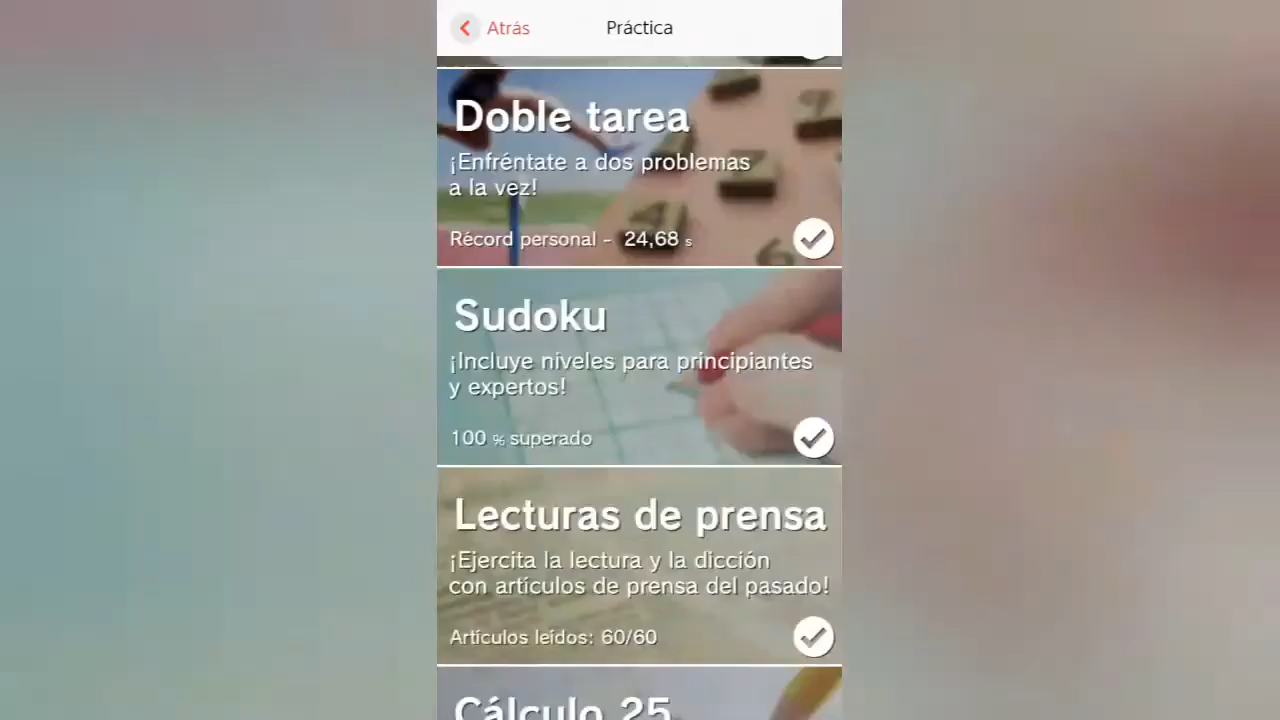 Atrás
Práctica
Doble tarea
¡Enfréntate a dos problemas
a la vez!
Récord personal - 24,68 s
Sudoku
¡Incluye niveles para principiantes
y expertos!
100 % superado
Lecturas de prensa
¡Ejercita la lectura y la dicción
con artículos de prensa del pasado!
Artículos leídos: 60/60
Cálculo 25